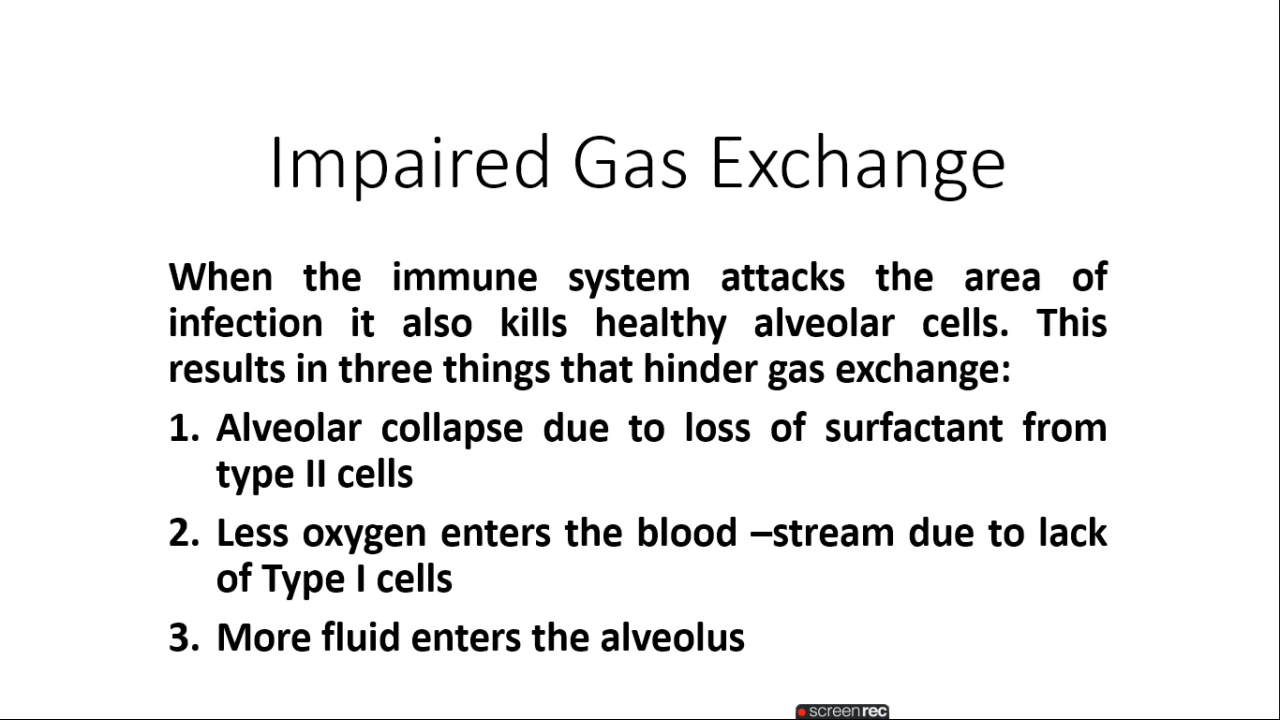 Impaired Gas Exchange
When the immune system attacks the area of
infection it also kills healthy alveolar cells. This
results in three things that hinder gas exchange:
1. Alveolar collapse due to loss of surfactant from
type II cells
2. Less oxygen enters the blood –stream due to lack
of Type I cells
3. More fluid enters the alveolus
screenrec